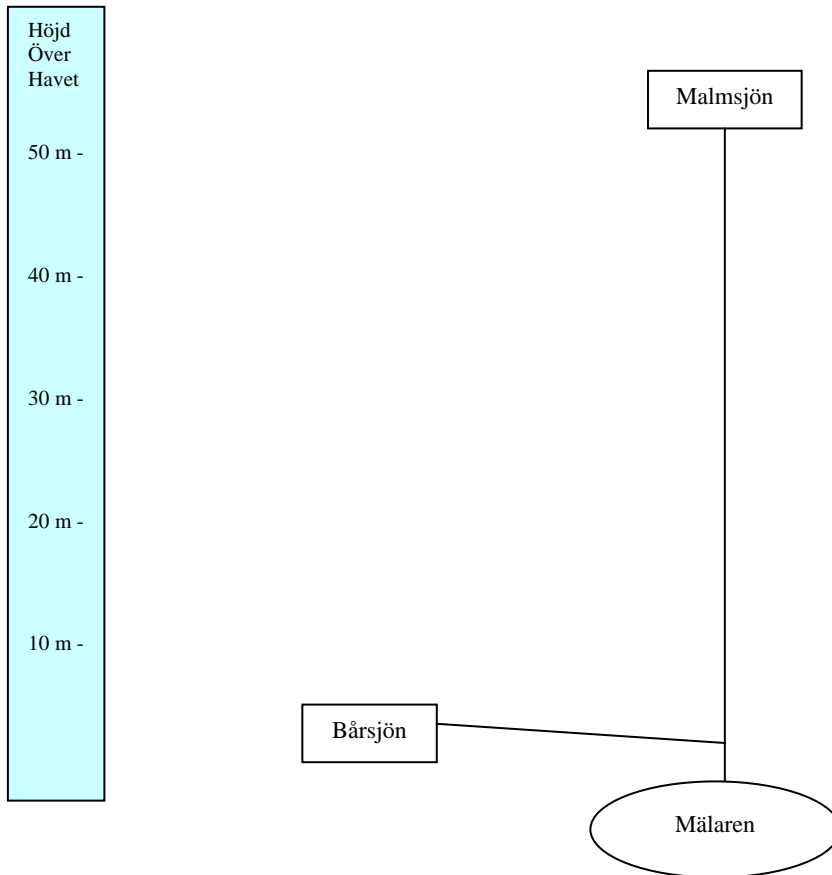 Höjd
Över
Havet
Malmsjön
50 m -
40 m -
30 m -
20 m -
10 m -
Bårsjön
Mälaren